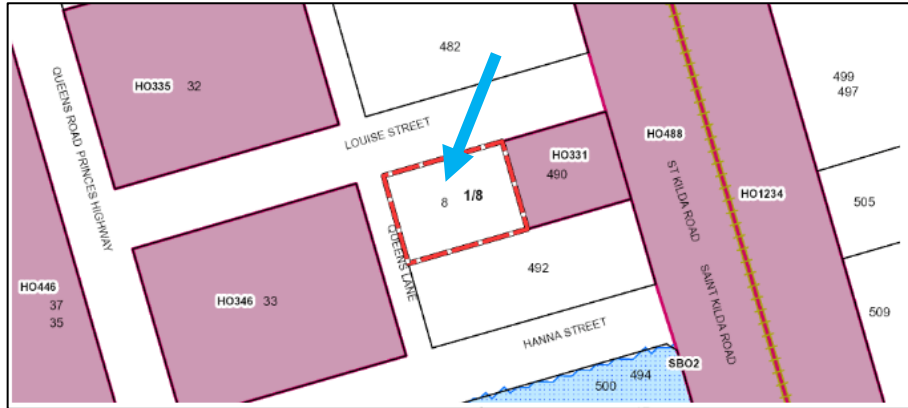 482
HO335 32
QUEENS ROAD PRINCES HIGHWAY
LOUISE STREET
499
497
HO488
HO331
490
ST KILDA ROAD
HO1234
8 1/8
505
QUEENS LANE
492
HO446
37
35
HO346 33
SAINT KILDA ROAD
509
HANNA STREET
SBO2
494
500